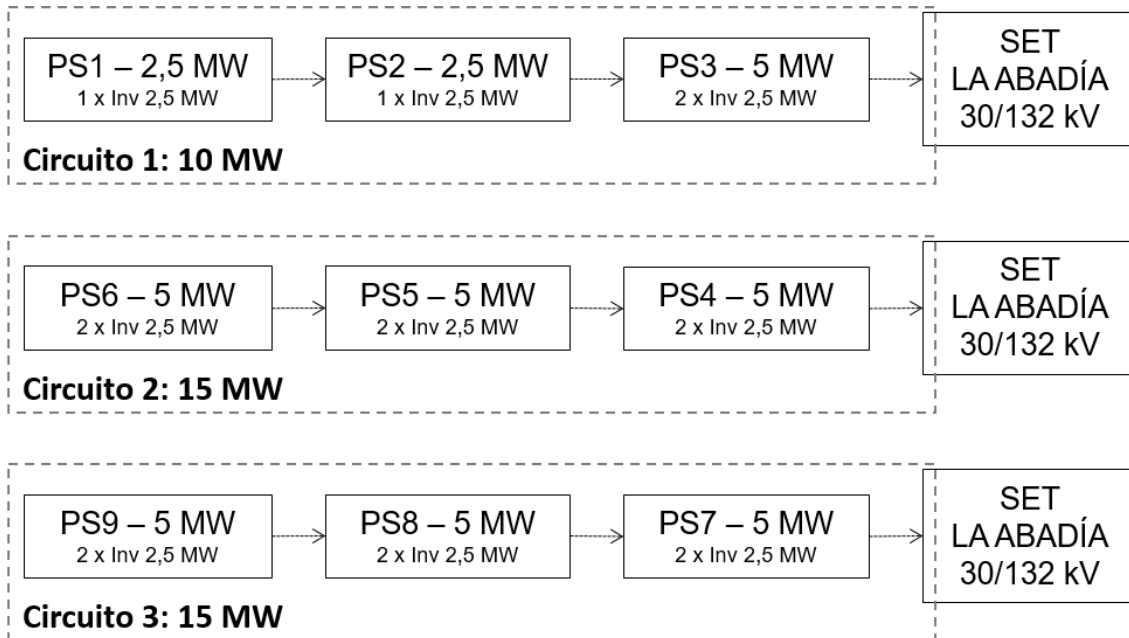 PS1 – 2,5 MW
1 x Inv 2,5 MW
PS2 – 2,5 MW
1 x Inv 2,5 MW
PS3 – 5 MW
2 x Inv 2,5 MW
SET
LA ABADÍA
30/132 kV
Circuito 1: 10 MW
PS6 – 5 MW
2 x Inv 2,5 MW
PS5 – 5 MW
2 x Inv 2,5 MW
PS4 – 5 MW
2 x Inv 2,5 MW
SET
LA ABADÍA
30/132 kV
Circuito 2: 15 MW
PS9 – 5 MW
2 x Inv 2,5 MW
PS8 – 5 MW
2 x Inv 2,5 MW
PS7 – 5 MW
2 x Inv 2,5 MW
SET
LA ABADÍA
30/132 kV
Circuito 3: 15 MW